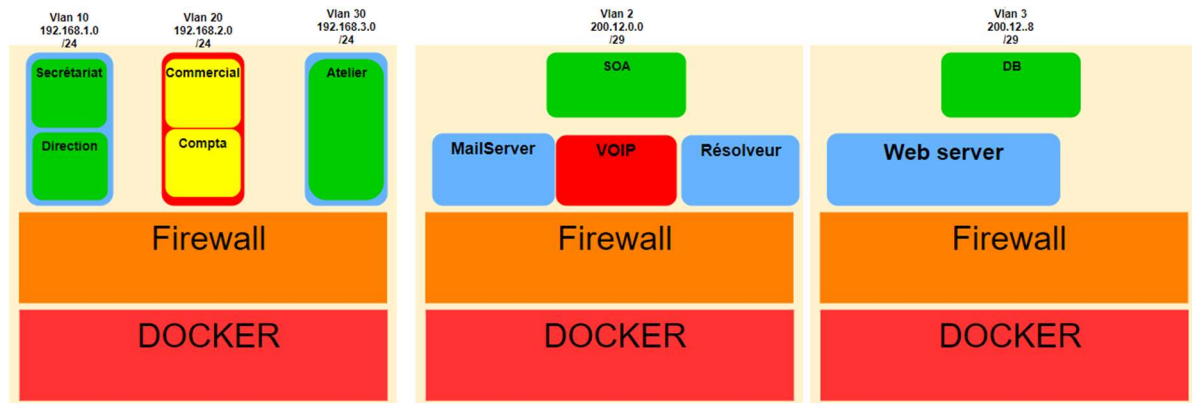 Vlan 10
192.168.1.0
/24
Vlan 20
192.168.2.0
/24
Vlan 30
192.168.3.0
/24
Secrétariat
Commercial
Atelier
Direction
Compta
Firewall
DOCKER
Vlan 2
200.12.0.0
/29
SOA
MailServer
VOIP
Résolveur
Firewall
DOCKER
Vlan 3
200.12..8
/29
DB
Web server
Firewall
DOCKER